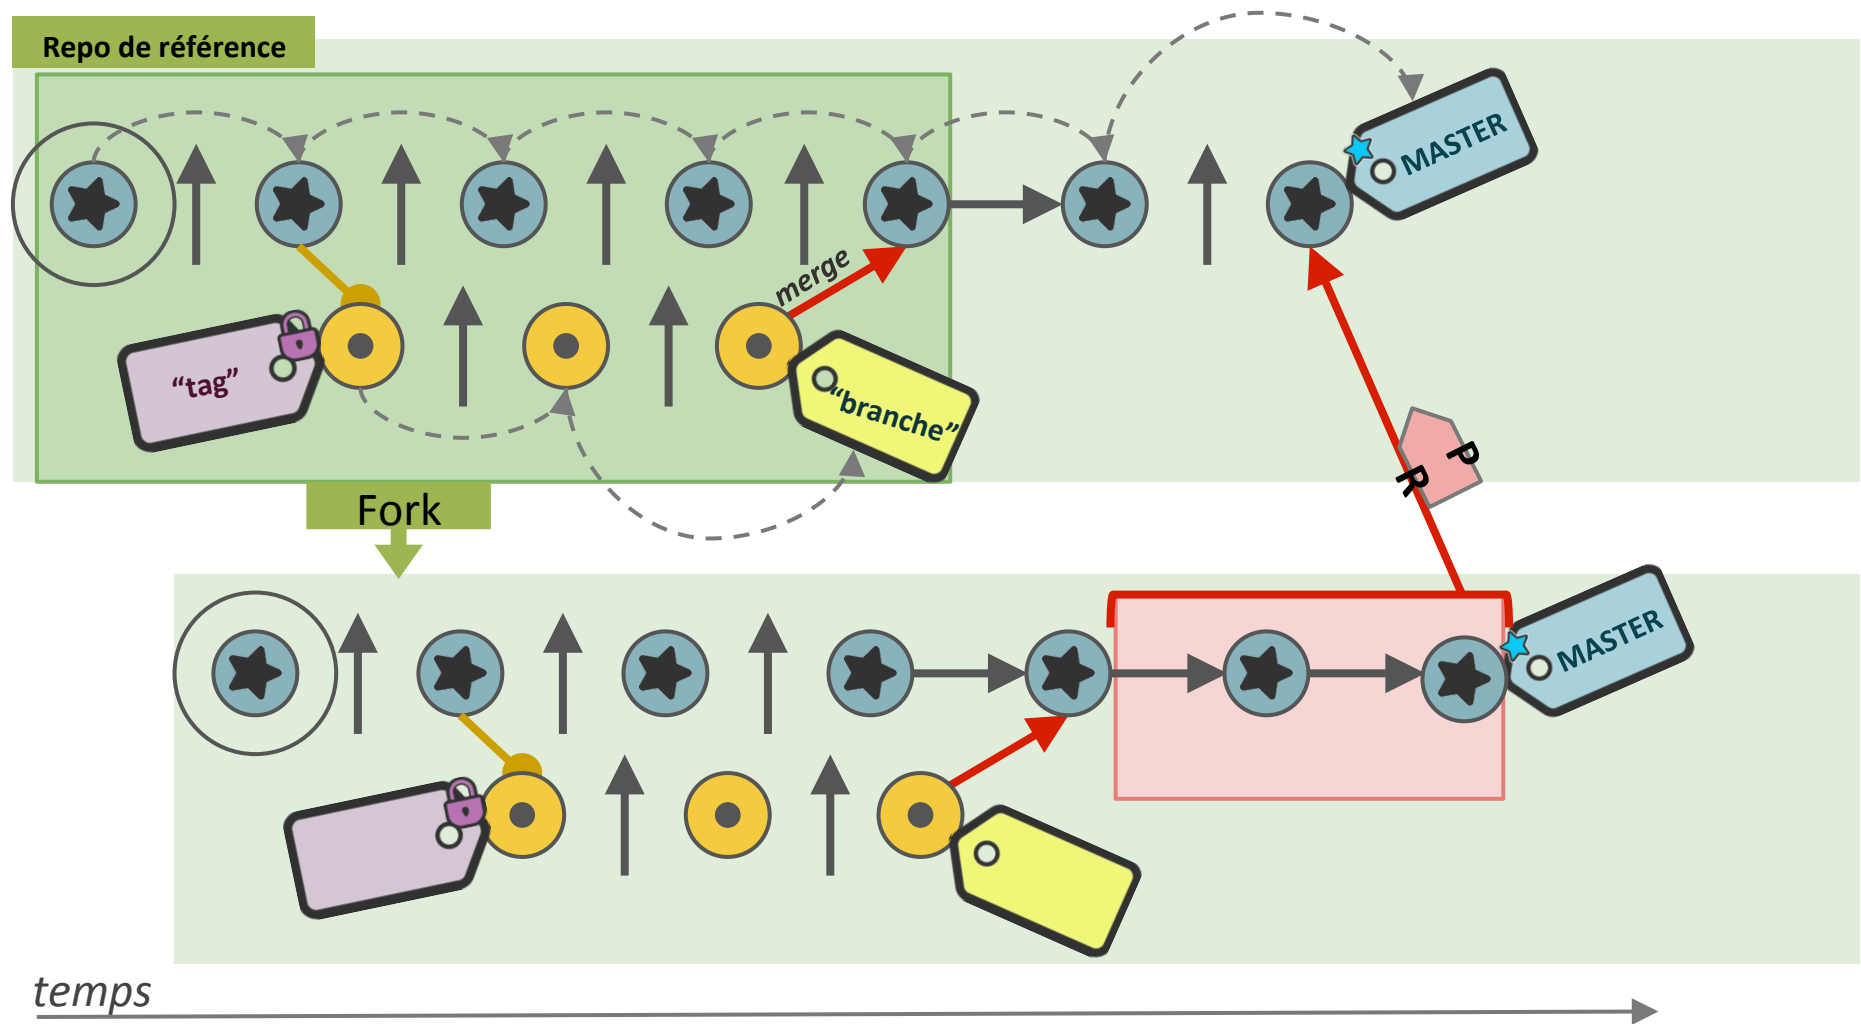 Repo de référence
MASTER
merge
“tag”
“branche”
P
R
Fork
MASTER
temps